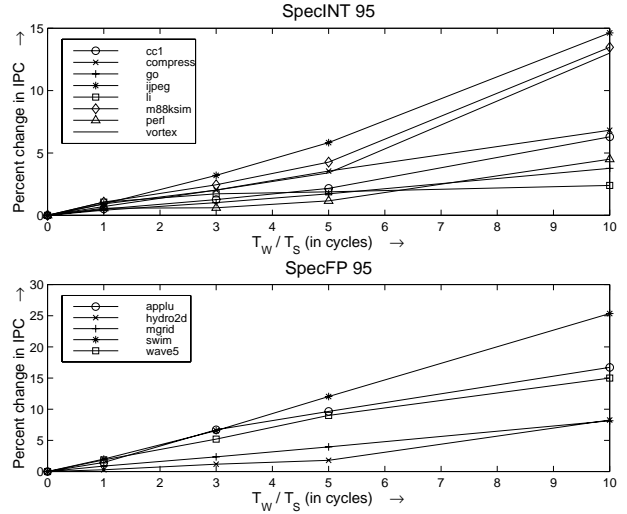 SpecINT 95
Percent change in IPC →
15
10
5
0
cc1
compress
go
ijpeg
li
m88ksim
perl
vortex
0 1 2 3 4 5 6 7 8 9 10
T_W / T_S (in cycles) →
SpecFP 95
Percent change in IPC →
30
25
20
15
10
5
0
applu
hydro2d
mgrid
swim
wave5
0 1 2 3 4 5 6 7 8 9 10
T_W / T_S (in cycles) →